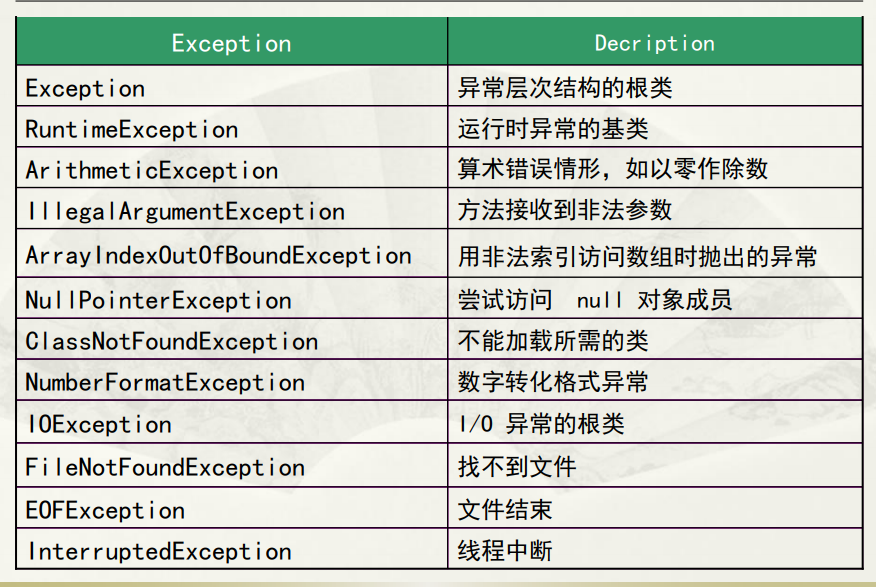 Exception Decription
Exception 异常层次结构的根类
RuntimeException 运行时异常的基类
ArithmeticException 算术错误情形，如以零作除数
IllegalArgumentException 方法接收到非法参数
ArrayIndexOutOfBoundException 用非法索引访问数组时抛出的异常
NullPointerException 尝试访问 null 对象成员
ClassNotFoundException 不能加载所需的类
NumberFormatException 数字转化格式异常
IOException I/O 异常的根类
FileNotFoundException 找不到文件
EOFException 文件结束
InterruptedException 线程中断